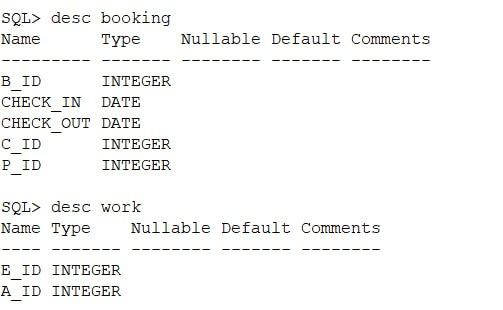 SQL> desc booking
Name      Type    Nullable Default Comments
--------- ------- -------- ------- --------
B_ID      INTEGER
CHECK_IN  DATE
CHECK_OUT DATE
C_ID      INTEGER
P_ID      INTEGER
SQL> desc work
Name Type    Nullable Default Comments
---- ------- -------- ------- --------
E_ID INTEGER
A_ID INTEGER